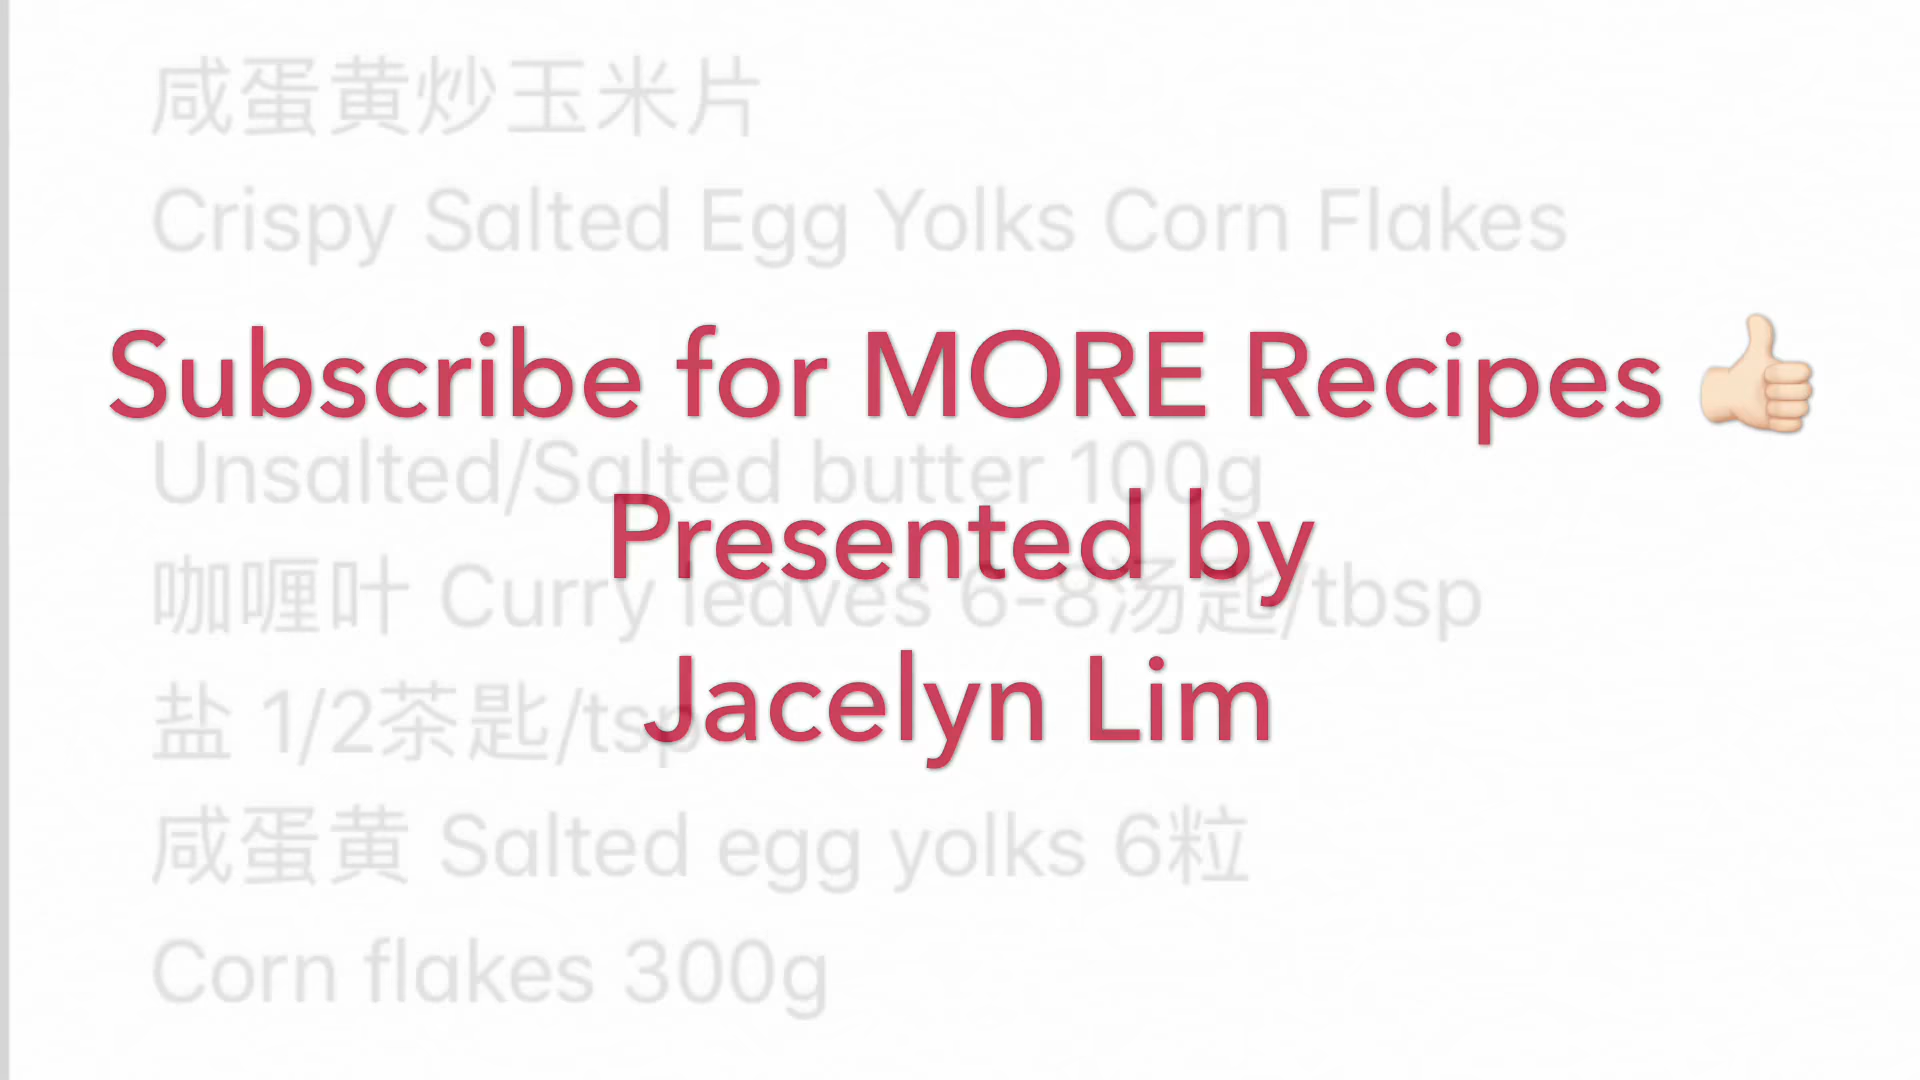 咸蛋黄炒玉米片
Crispy Salted Egg Yolks Corn Flakes
Subscribe for MORE Recipes 👍🏻
Unsalted/Salted butter 100g
Presented by
咖喱叶 Curry leaves 6-8汤匙/tbsp
Jacelyn Lim
盐 1/2茶匙/tsp
咸蛋黄 Salted egg yolks 6粒
Corn flakes 300g